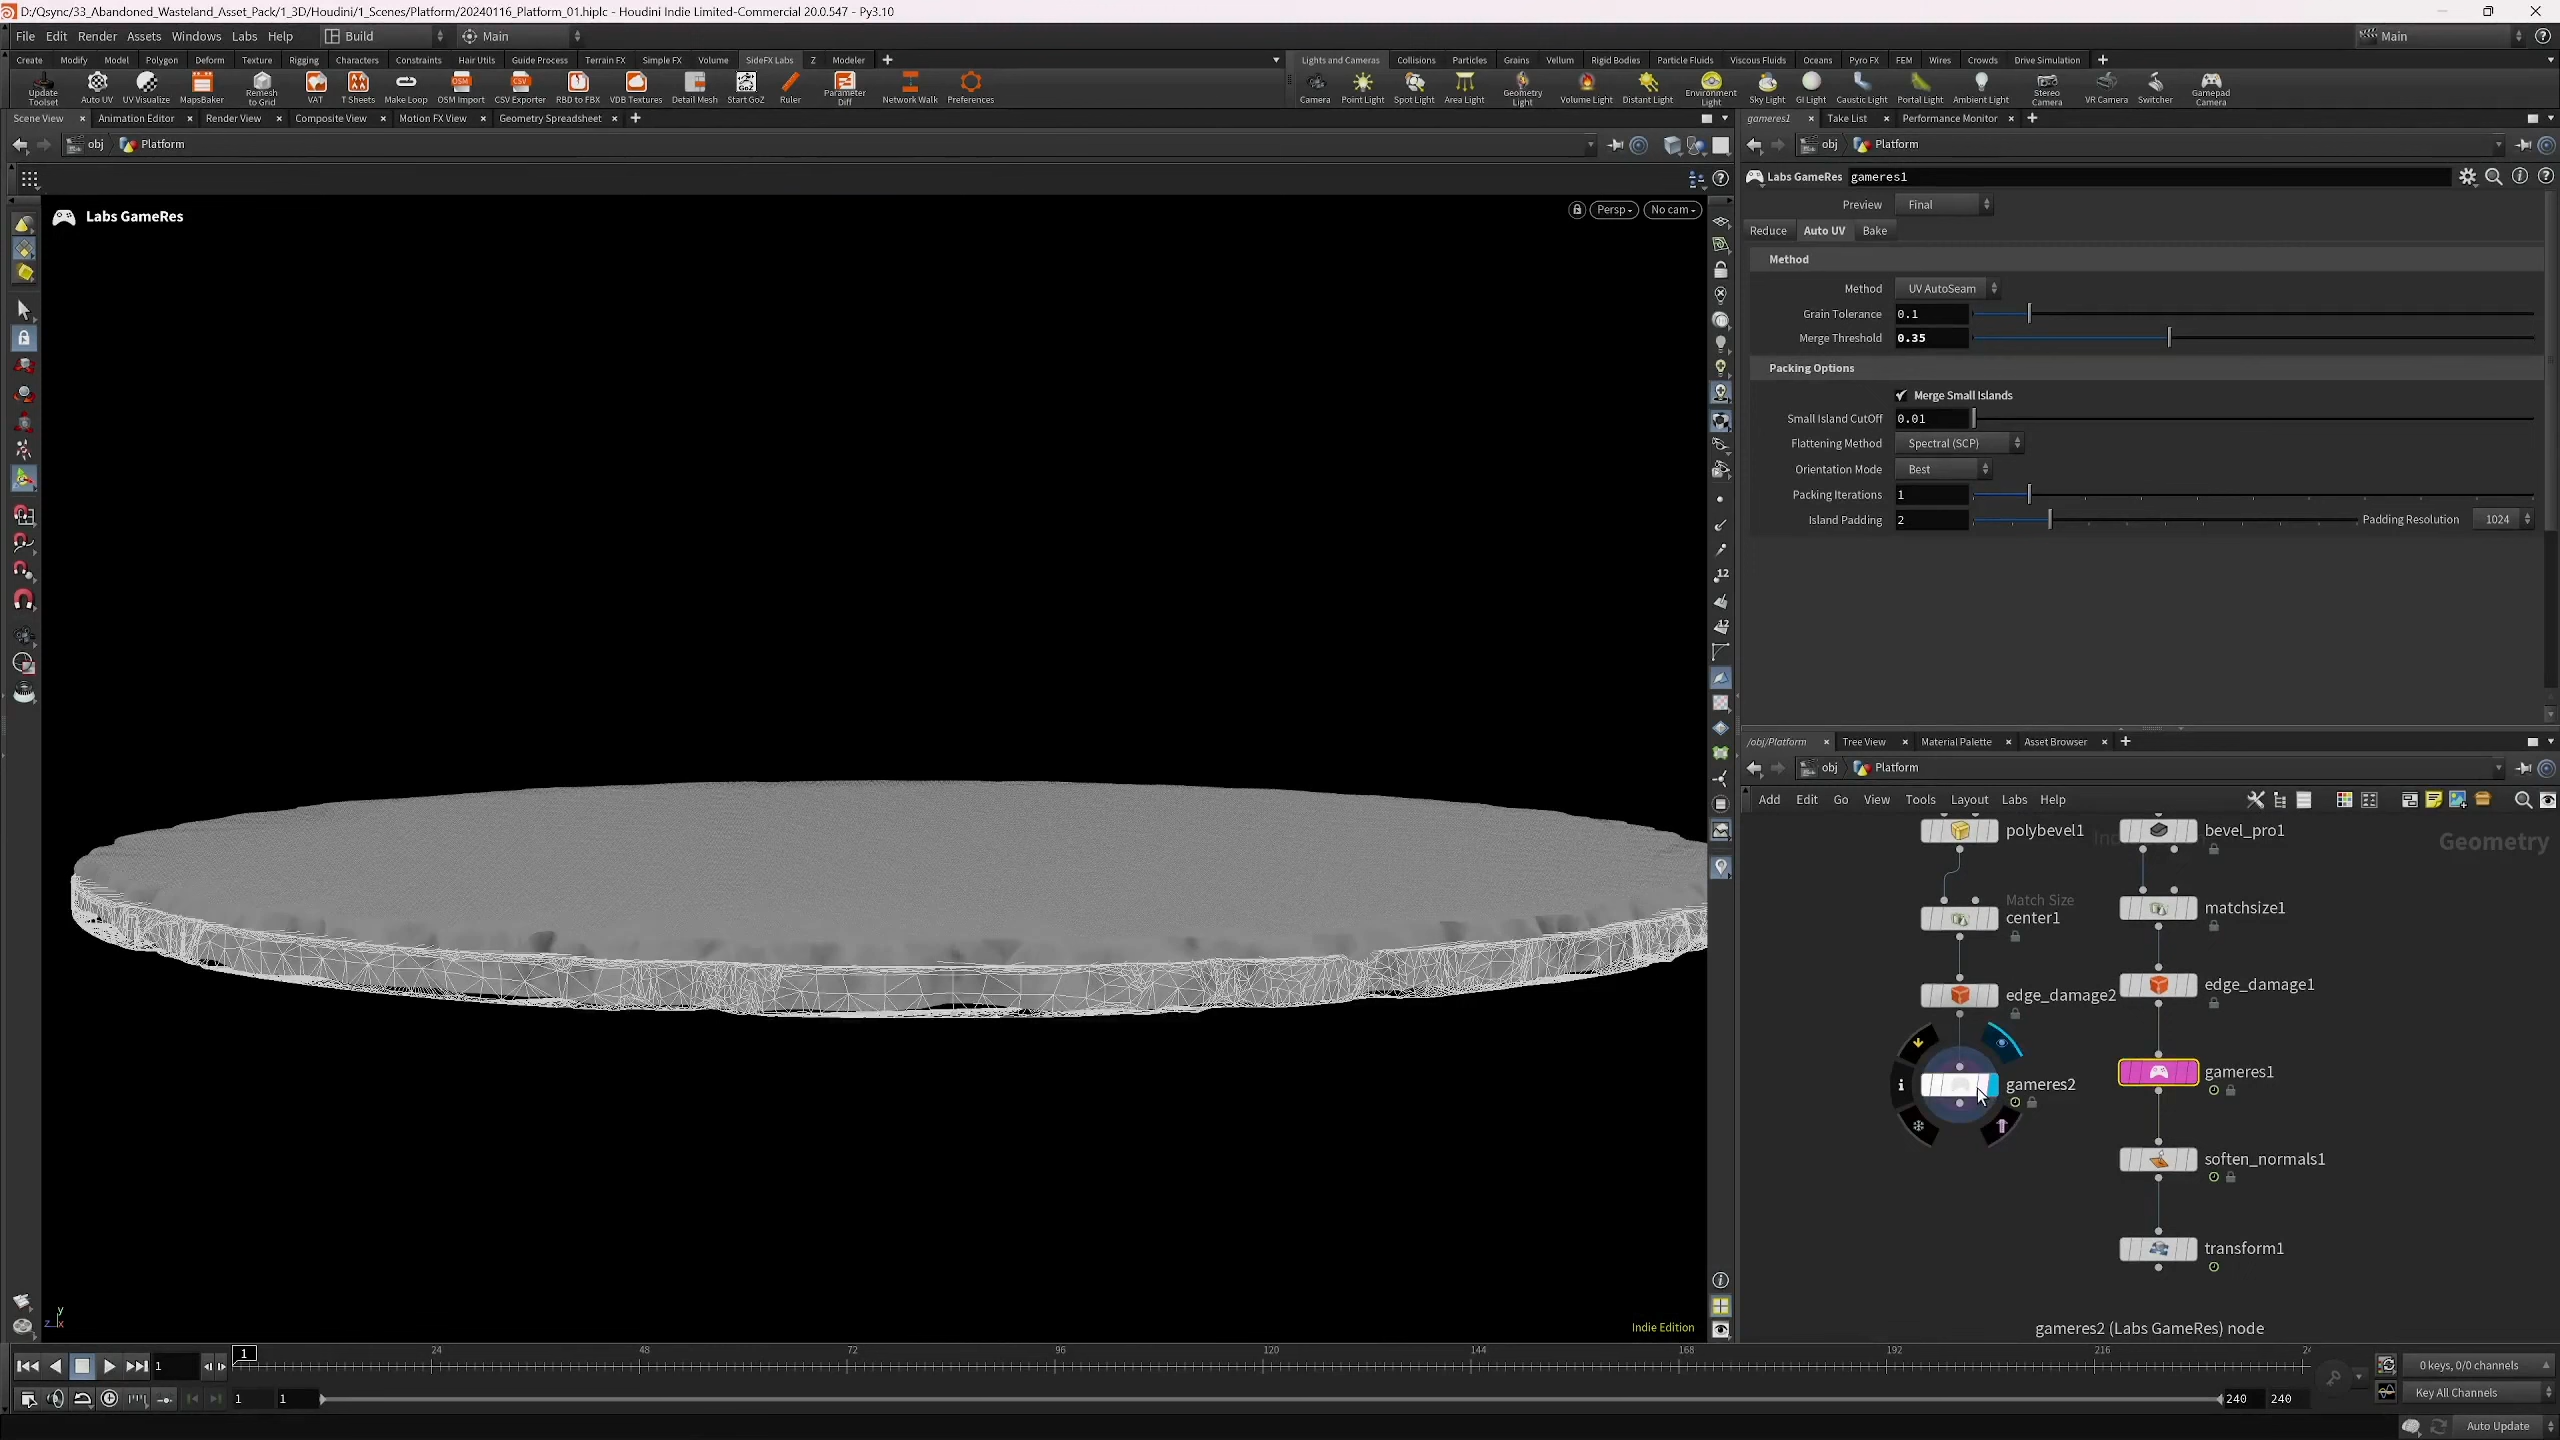 D:/Qsync/33_Abandoned_Wasteland_Asset_Pack/1_3D/Houdini/1_Scenes/Platform/20240116_Platform_01.hiplc - Houdini Indie Limited-Commercial 20.0.547 - Py3.10
File Edit Render Assets Windows Labs Help Build Main Main
Create Modify Model Polygon Deform Texture Rigging Characters Constraints Hair Utils Guide Process Terrain FX Simple FX Volume SideFX Labs Z Modeler
Lights and Cameras Collisions Particles Grains Vellum Rigid Bodies Particle Fluids Viscous Fluids Oceans Pyro FX FEM Wires Crowds Drive Simulation
Update Toolset Auto UV UV Visualize MapsBaker Remesh to Grid VAT T Sheets Make Loop OSM Import CSV Exporter RBD to FBX VDB Textures Detail Mesh Start GoZ Ruler Parameter Diff Network Walk Preferences
Camera Point Light Spot Light Area Light Geometry Light Volume Light Distant Light Environment Light Sky Light GI Light Caustic Light Portal Light Ambient Light Stereo Camera VR Camera Switcher Gamepad Camera
Scene View Animation Editor Render View Composite View Motion FX View Geometry Spreadsheet
gameres1 Take List Performance Monitor
obj Platform
obj Platform
Labs GameRes gameres1
Labs GameRes
Persp No cam
Preview Final
Reduce Auto UV Bake
Method
Method UV AutoSeam
Grain Tolerance 0.1
Merge Threshold 0.35
Packing Options
Merge Small Islands
Small Island CutOff 0.01
Flattening Method Spectral (SCP)
Orientation Mode Best
Packing Iterations 1
Island Padding 2 Padding Resolution 1024
/obj/Platform Tree View Material Palette Asset Browser
obj Platform
Add Edit Go View Tools Layout Labs Help
polybevel1 bevel_pro1
Geometry
Match Size
center1 matchsize1
edge_damage2 edge_damage1
gameres2 gameres1
soften_normals1
transform1
gameres2 (Labs GameRes) node
Indie Edition
1 1 24 48 72 96 120 144 168 192 216
0 keys, 0/0 channels
1 1 240 240
Key All Channels
Auto Update